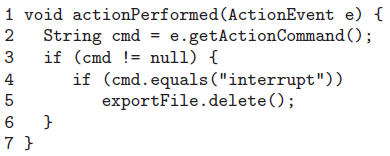 1 void actionPerformed(ActionEvent e) {
2   String cmd = e.getActionCommand();
3   if (cmd != null) {
4     if (cmd.equals("interrupt"))
5       exportFile.delete();
6   }
7 }